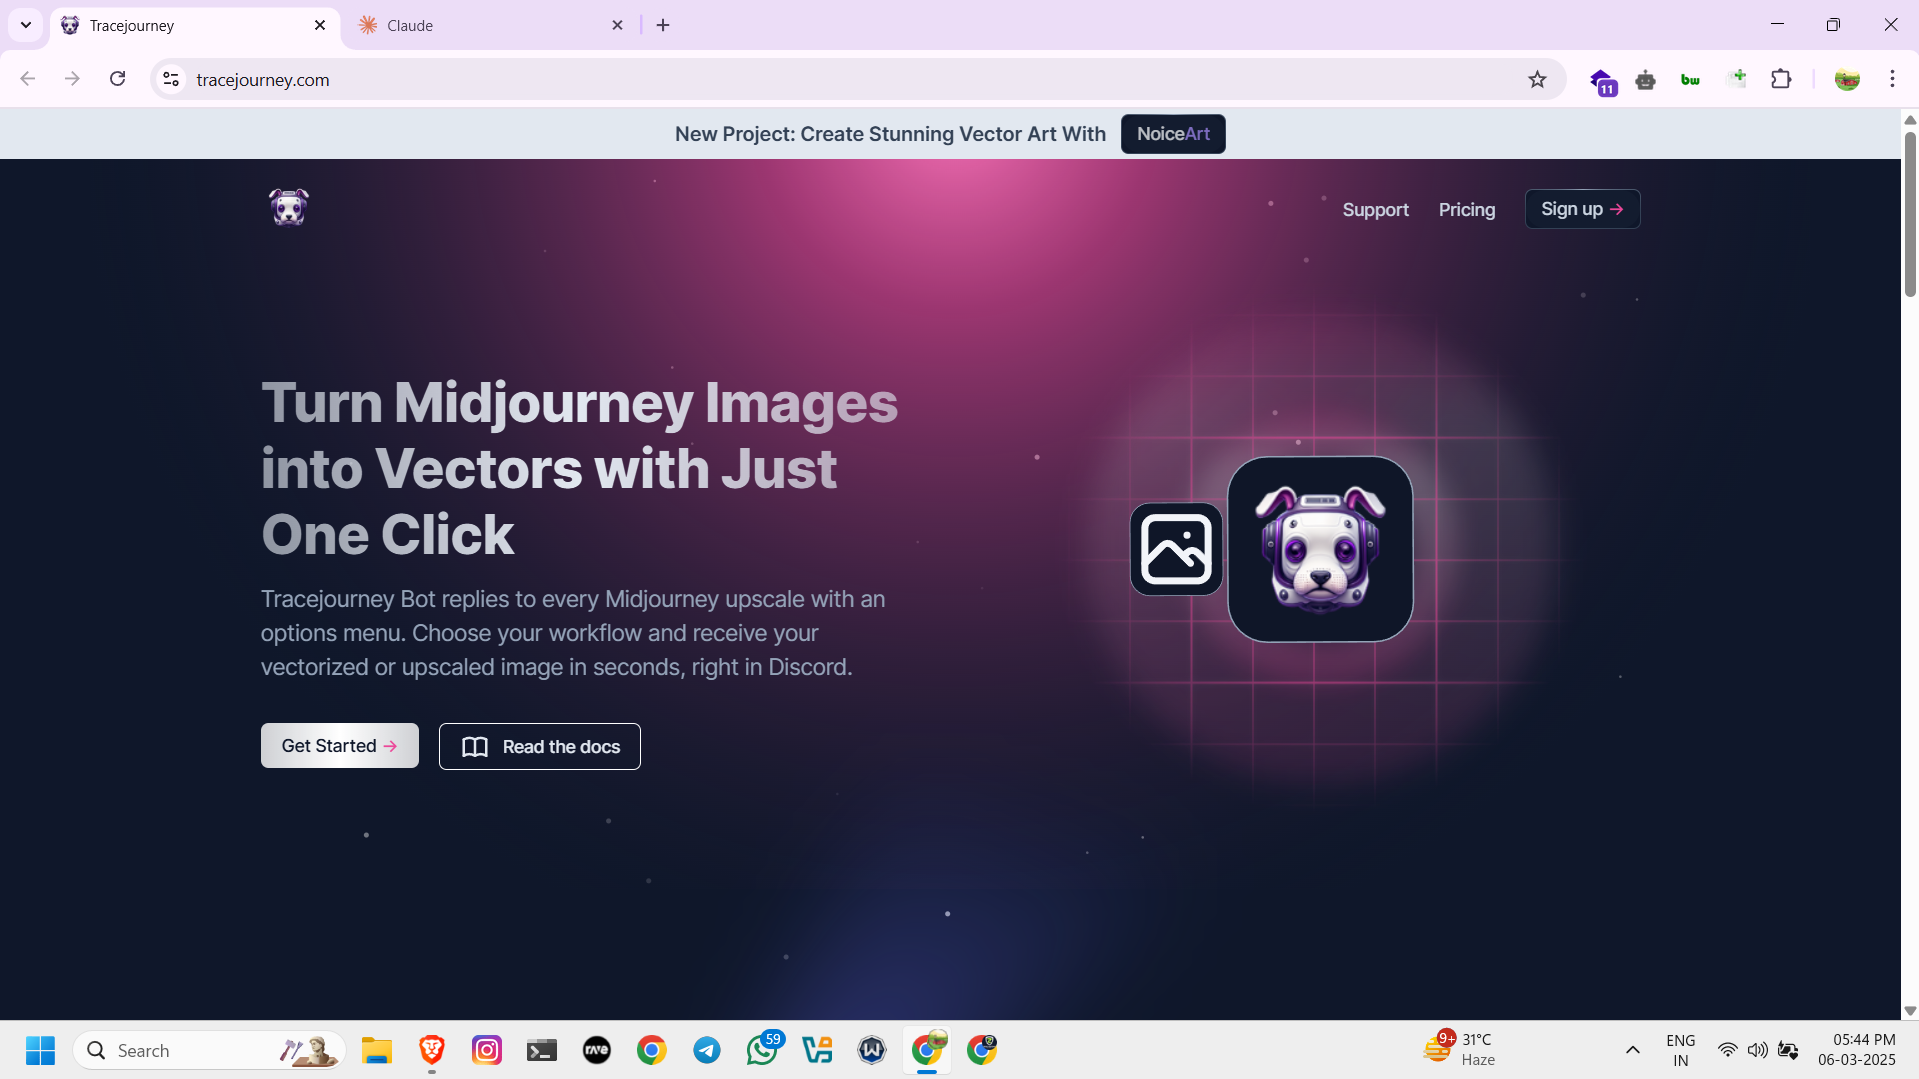 Tracejourney
Claude
tracejourney.com
11
bw
New Project: Create Stunning Vector Art With NoiceArt
Support Pricing Sign up →
Turn Midjourney Images
into Vectors with Just
One Click
Tracejourney Bot replies to every Midjourney upscale with an
options menu. Choose your workflow and receive your
vectorized or upscaled image in seconds, right in Discord.
Get Started →
Read the docs
Search
rave
59
9+
31°C
Haze
ENG
IN
05:44 PM
06-03-2025